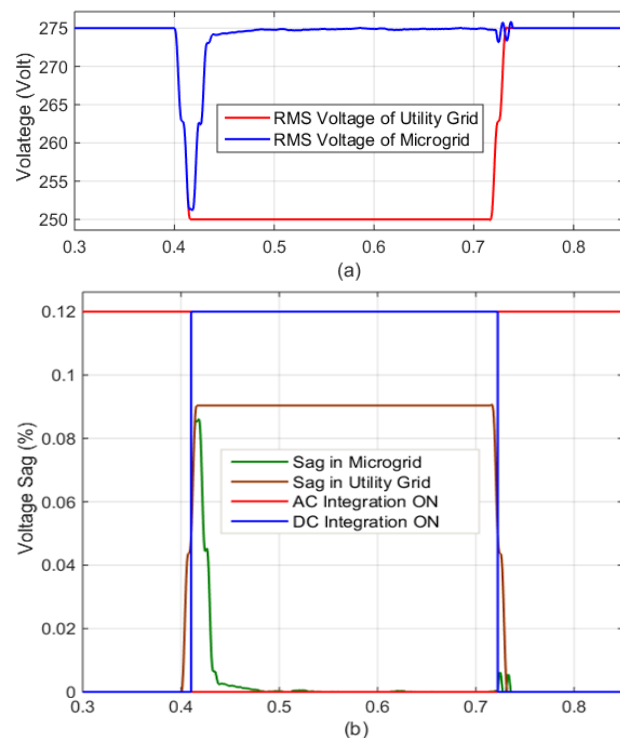 Volatege (Volt)
275
270
265
260
255
250
RMS Voltage of Utility Grid
RMS Voltage of Microgrid
0.3 0.4 0.5 0.6 0.7 0.8
(a)
Voltage Sag (%)
0.12
0.1
0.08
0.06
0.04
0.02
0
Sag in Microgrid
Sag in Utility Grid
AC Integration ON
DC Integration ON
0.3 0.4 0.5 0.6 0.7 0.8
(b)